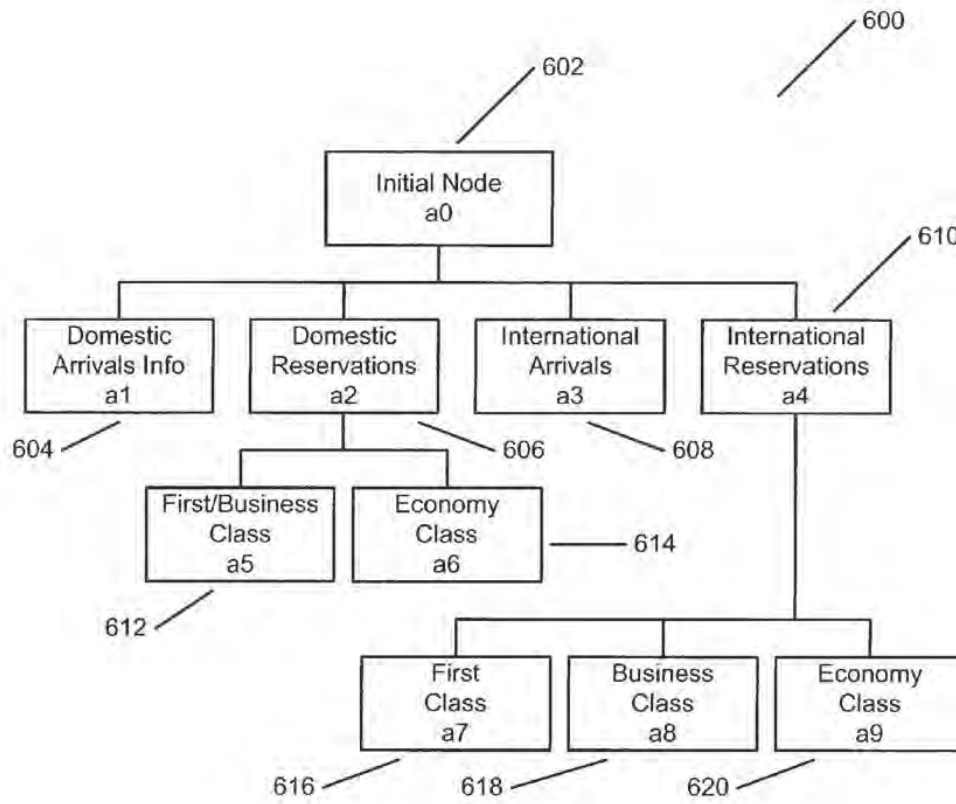 600
602
Initial Node
a0
610
Domestic
Arrivals Info
a1
Domestic
Reservations
a2
International
Arrivals
a3
International
Reservations
a4
604
606
608
First/Business
Class
a5
Economy
Class
a6
614
612
First
Class
a7
Business
Class
a8
Economy
Class
a9
616
618
620